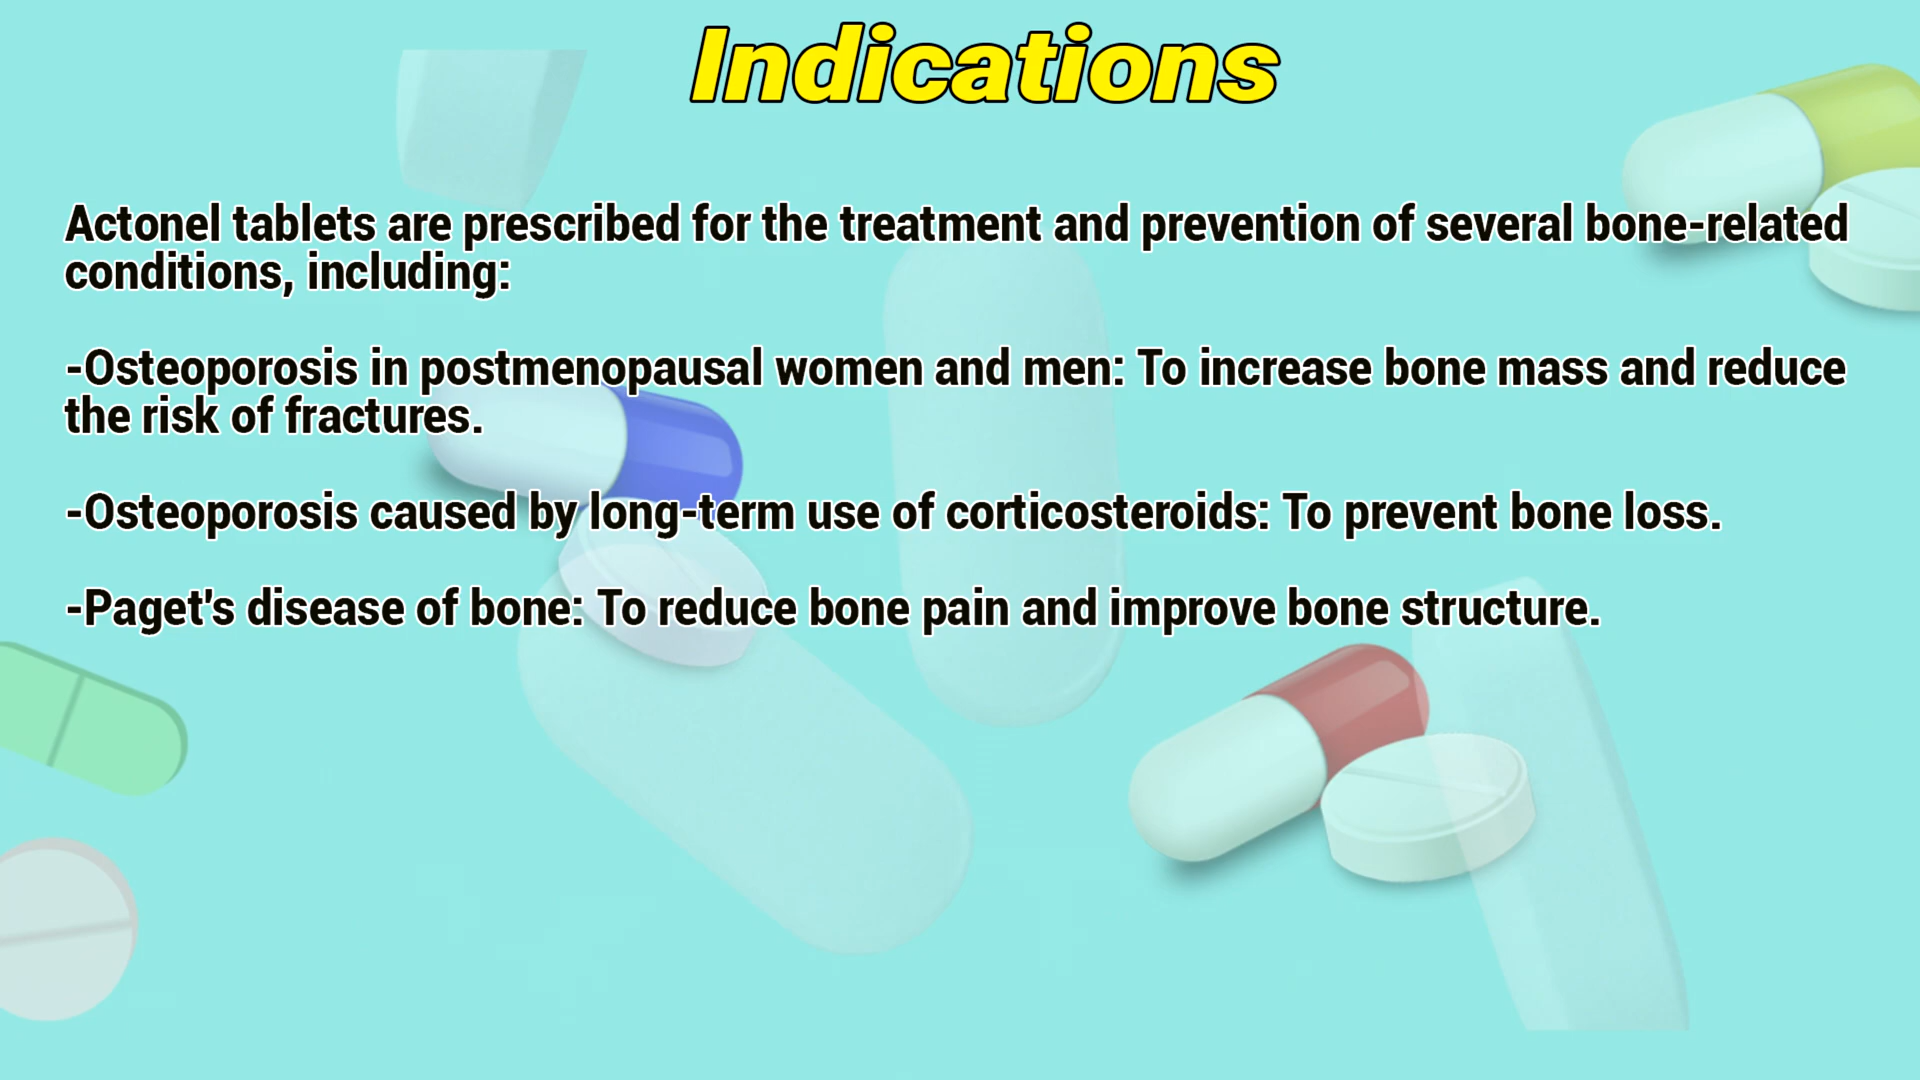 Indications
Actonel tablets are prescribed for the treatment and prevention of several bone-related
conditions, including:
-Osteoporosis in postmenopausal women and men: To increase bone mass and reduce
the risk of fractures.
-Osteoporosis caused by long-term use of corticosteroids: To prevent bone loss.
-Paget's disease of bone: To reduce bone pain and improve bone structure.